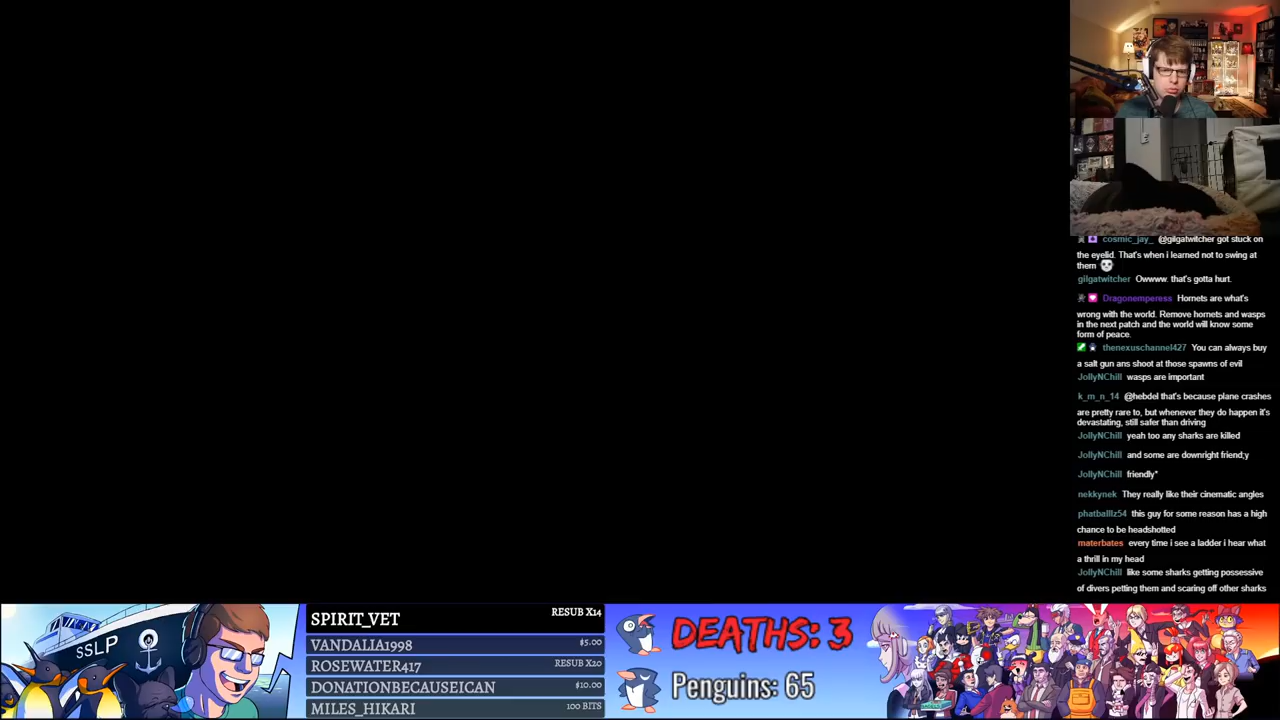 cosmic_jay_ @gilgatwitcher got stuck on
the eyelid. That's when i learned not to swing at
them
gilgatwitcher Owwww. that's gotta hurt.
Dragonemperess Hornets are what's
wrong with the world. Remove hornets and wasps
in the next patch and the world will know some
form of peace.
thenexuschannel427 You can always buy
a salt gun ans shoot at those spawns of evil
JollyNChill wasps are important
k_m_n_14 @hebdel that's because plane crashes
are pretty rare to, but whenever they do happen it's
devastating, still safer than driving
JollyNChill yeah too any sharks are killed
JollyNChill and some are downright friend;y
JollyNChill friendly*
nekkynek They really like their cinematic angles
phatballlz54 this guy for some reason has a high
chance to be headshotted
materbates every time i see a ladder i hear what
a thrill in my head
JollyNChill like some sharks getting possessive
of divers petting them and scaring off other sharks
SSLP
SPIRIT_VET RESUB X14
VANDALIA1998 $5.00
ROSEWATER417 RESUB X20
DONATIONBECAUSEICAN $10.00
MILES_HIKARI 100 BITS
DEATHS: 3
Penguins: 65